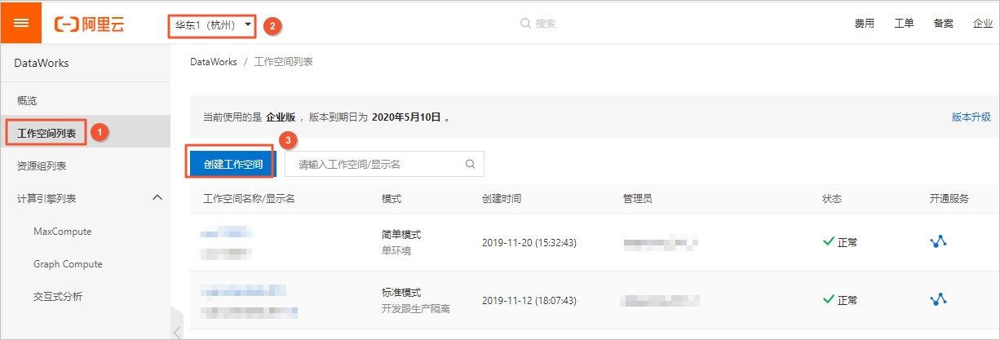 阿里云
华东1（杭州）
2
搜索
费用
工单
备案
企业
DataWorks
概览
工作空间列表
1
资源组列表
计算引擎列表
MaxCompute
Graph Compute
交互式分析
DataWorks / 工作空间列表
当前使用的是 企业版 ，版本到期日为 2020年5月10日 。
版本升级
3
创建工作空间
请输入工作空间/显示名
工作空间名称/显示名 模式 创建时间 管理员 状态 开通服务
简单模式
单环境
2019-11-20 (15:32:43)
正常
标准模式
开发跟生产隔离
2019-11-12 (18:07:43)
正常